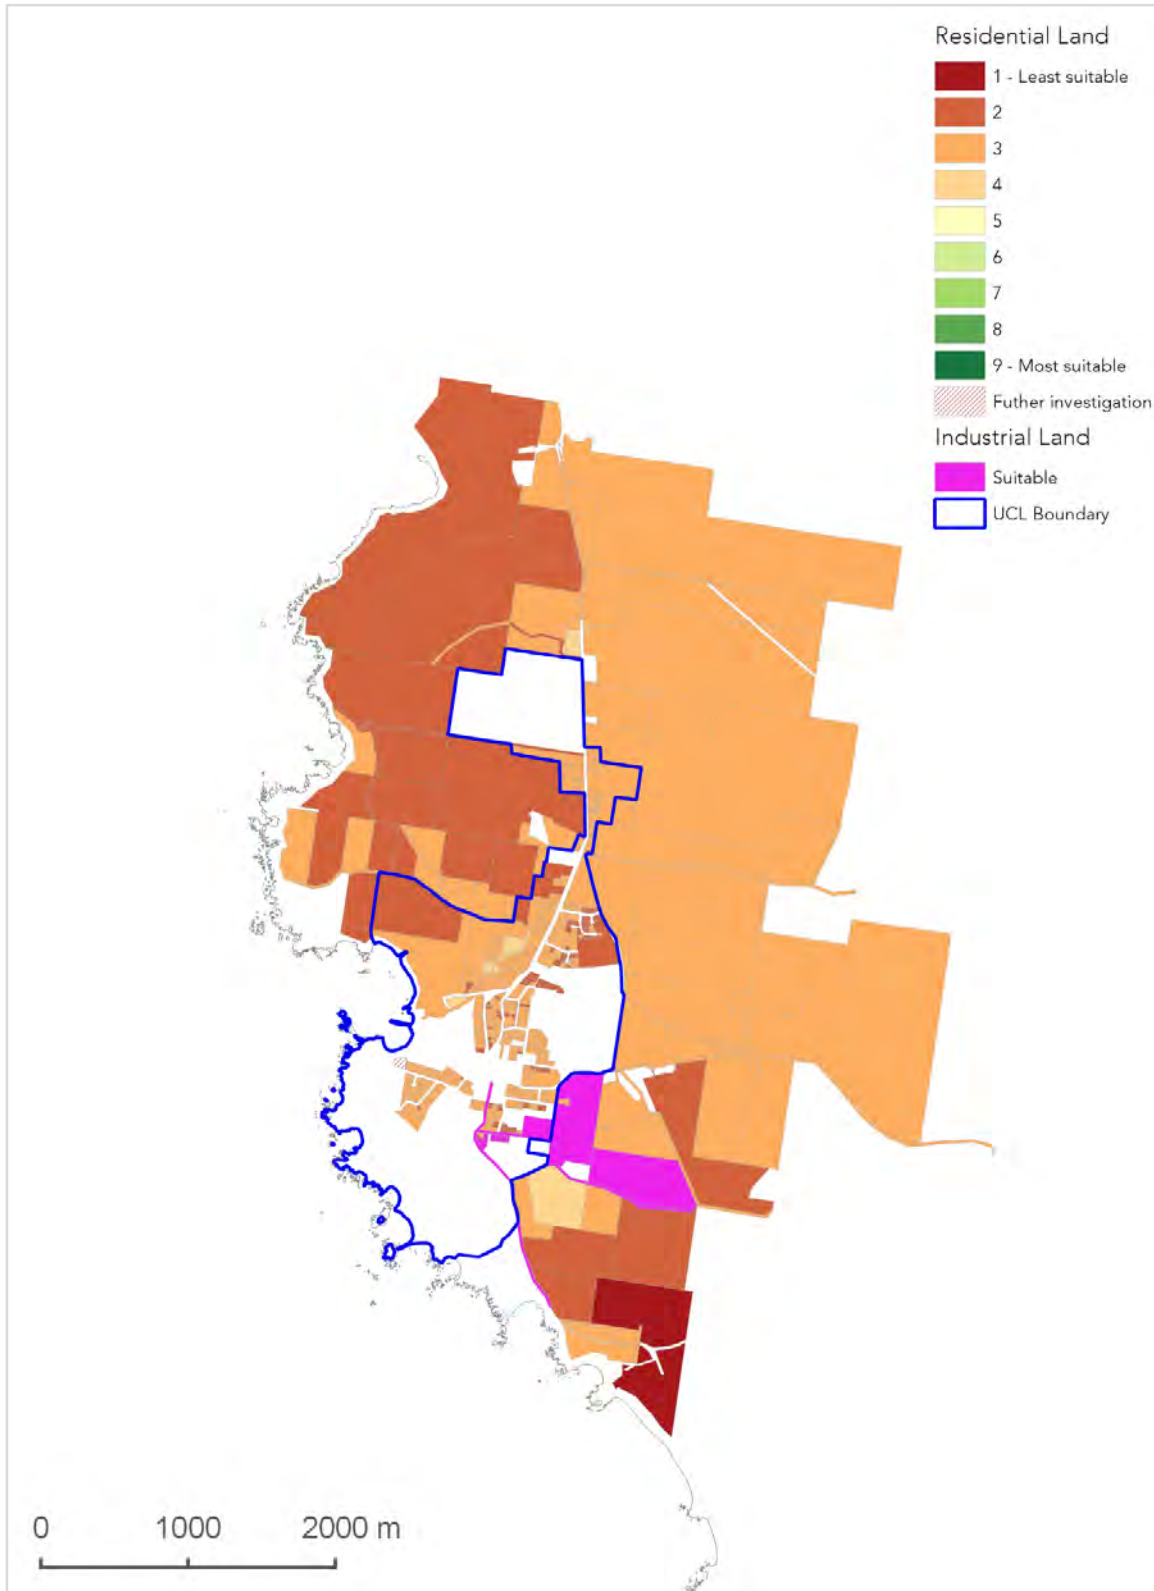 Residential Land
1 - Least suitable
2
3
4
5
6
7
8
9 - Most suitable
Futher investigation
Industrial Land
Suitable
UCL Boundary
0 1000 2000 m